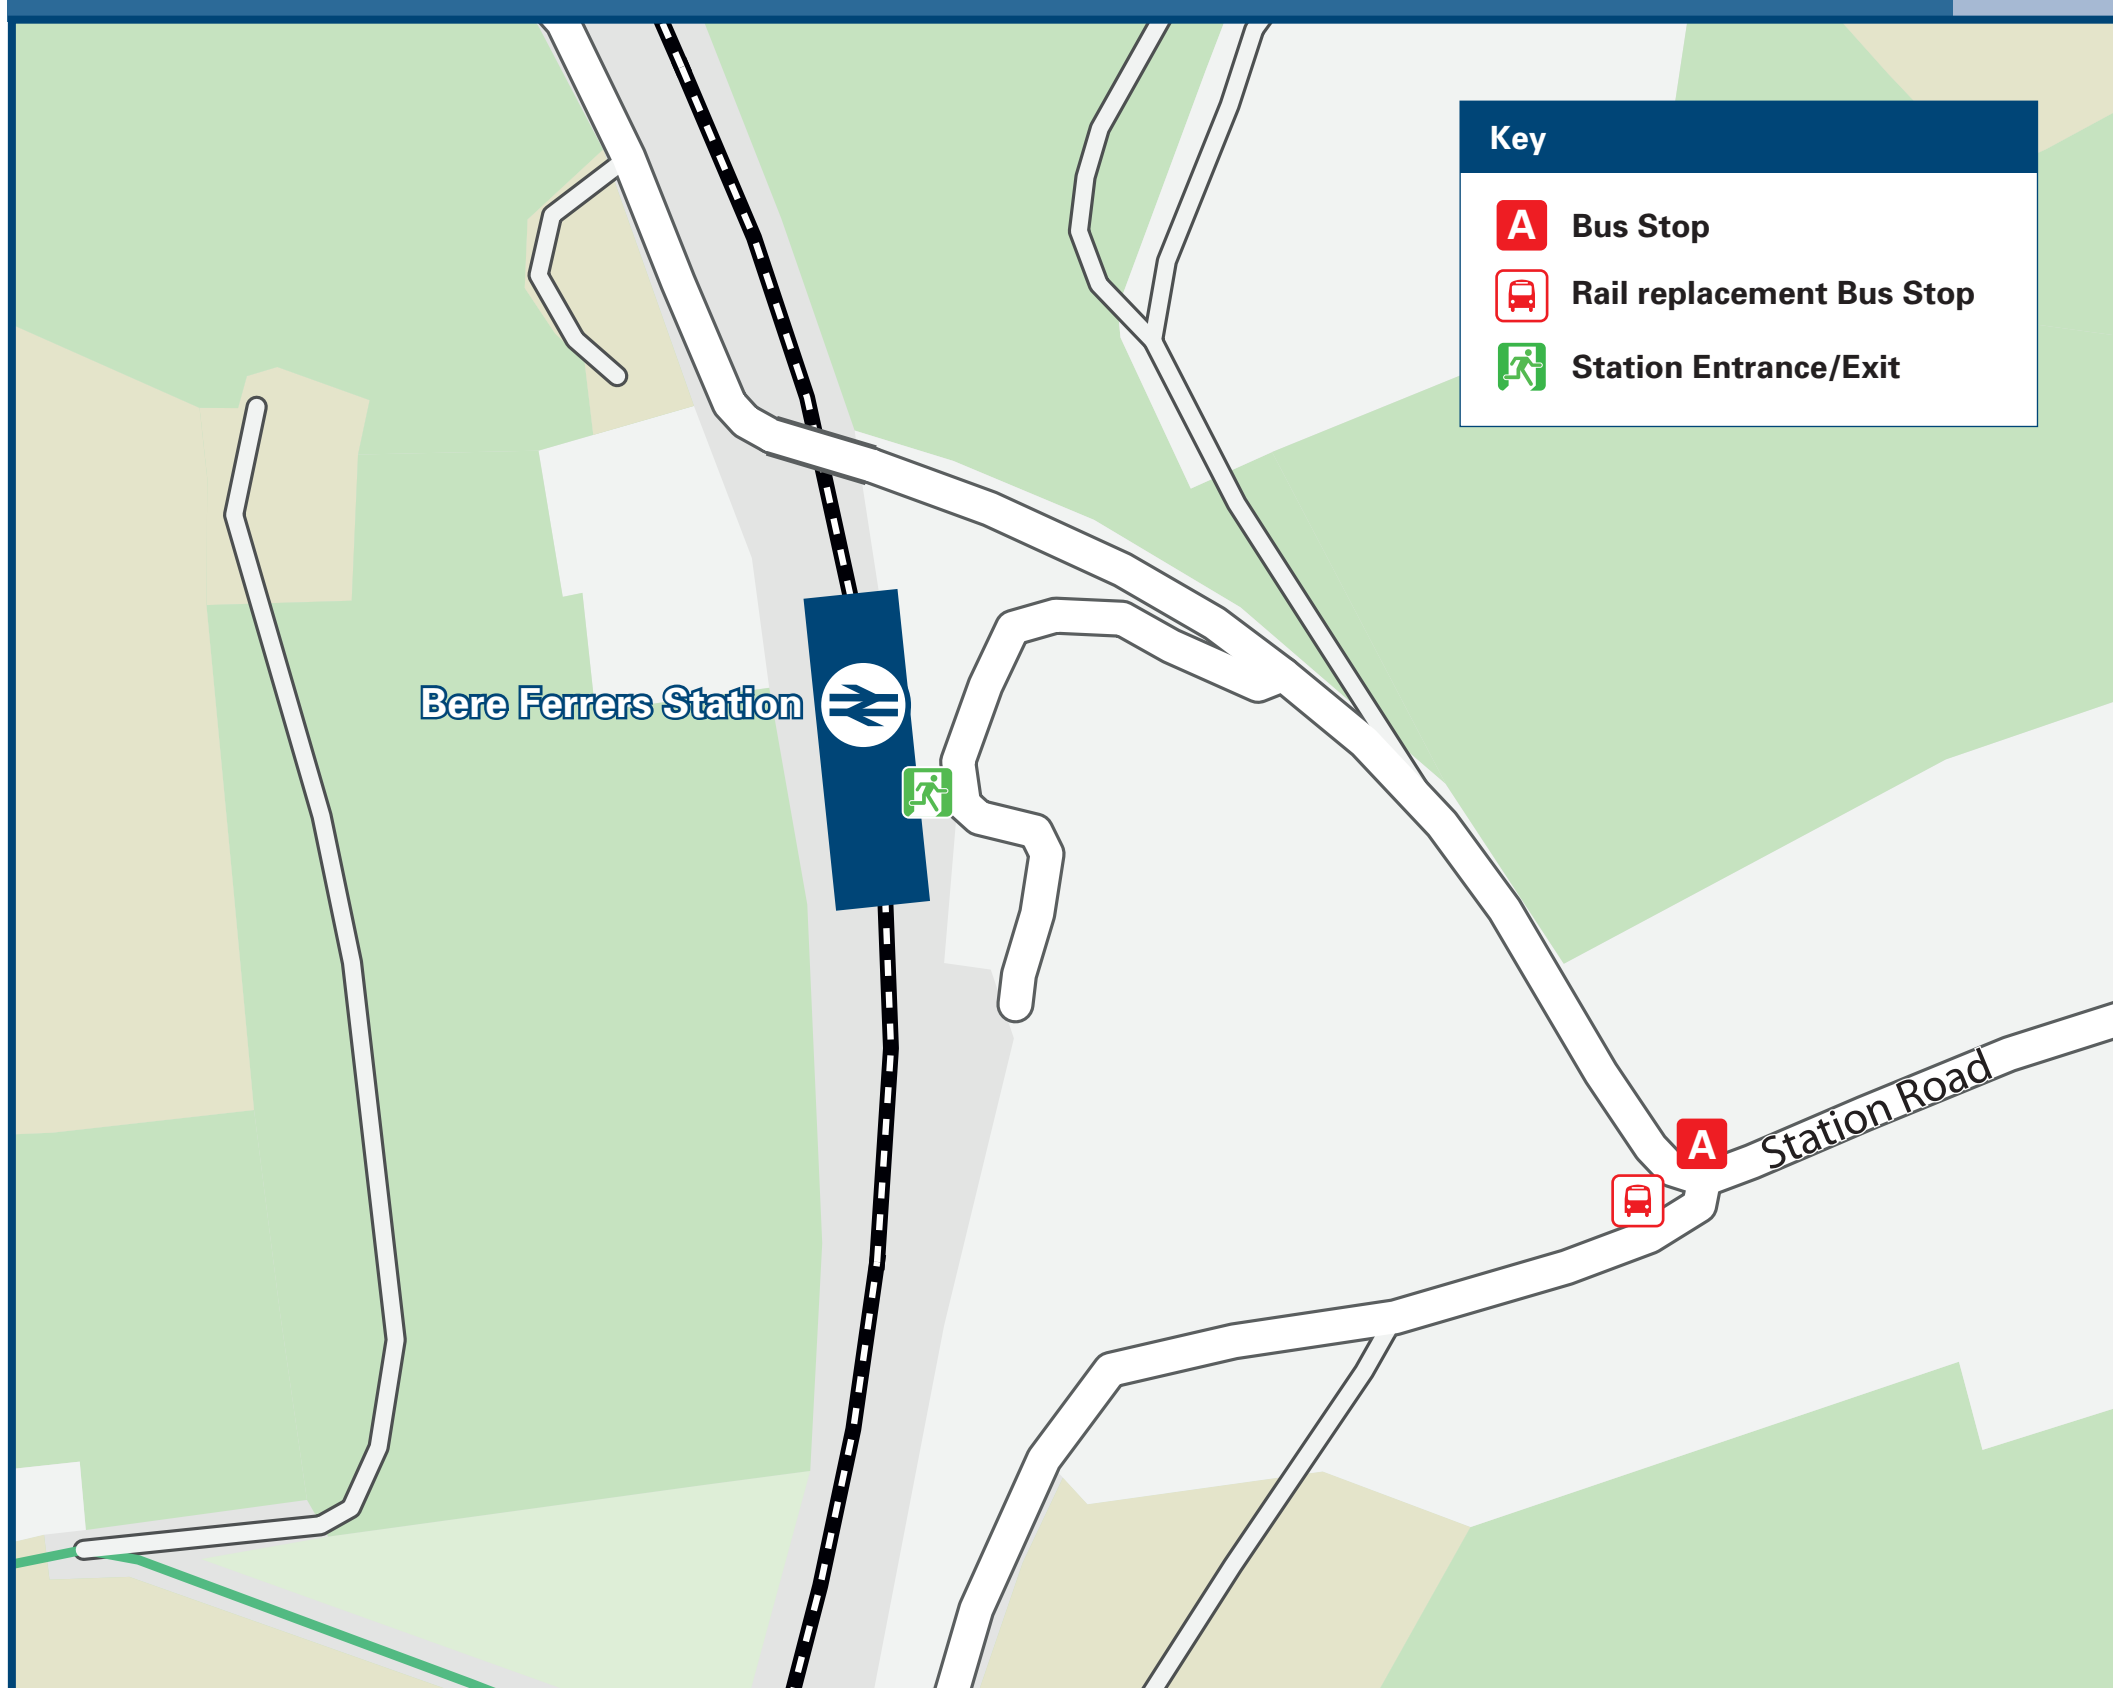 Key
A
Bus Stop
Rail replacement Bus Stop
Station Entrance/Exit
Bere Ferrers Station
Station Road
A